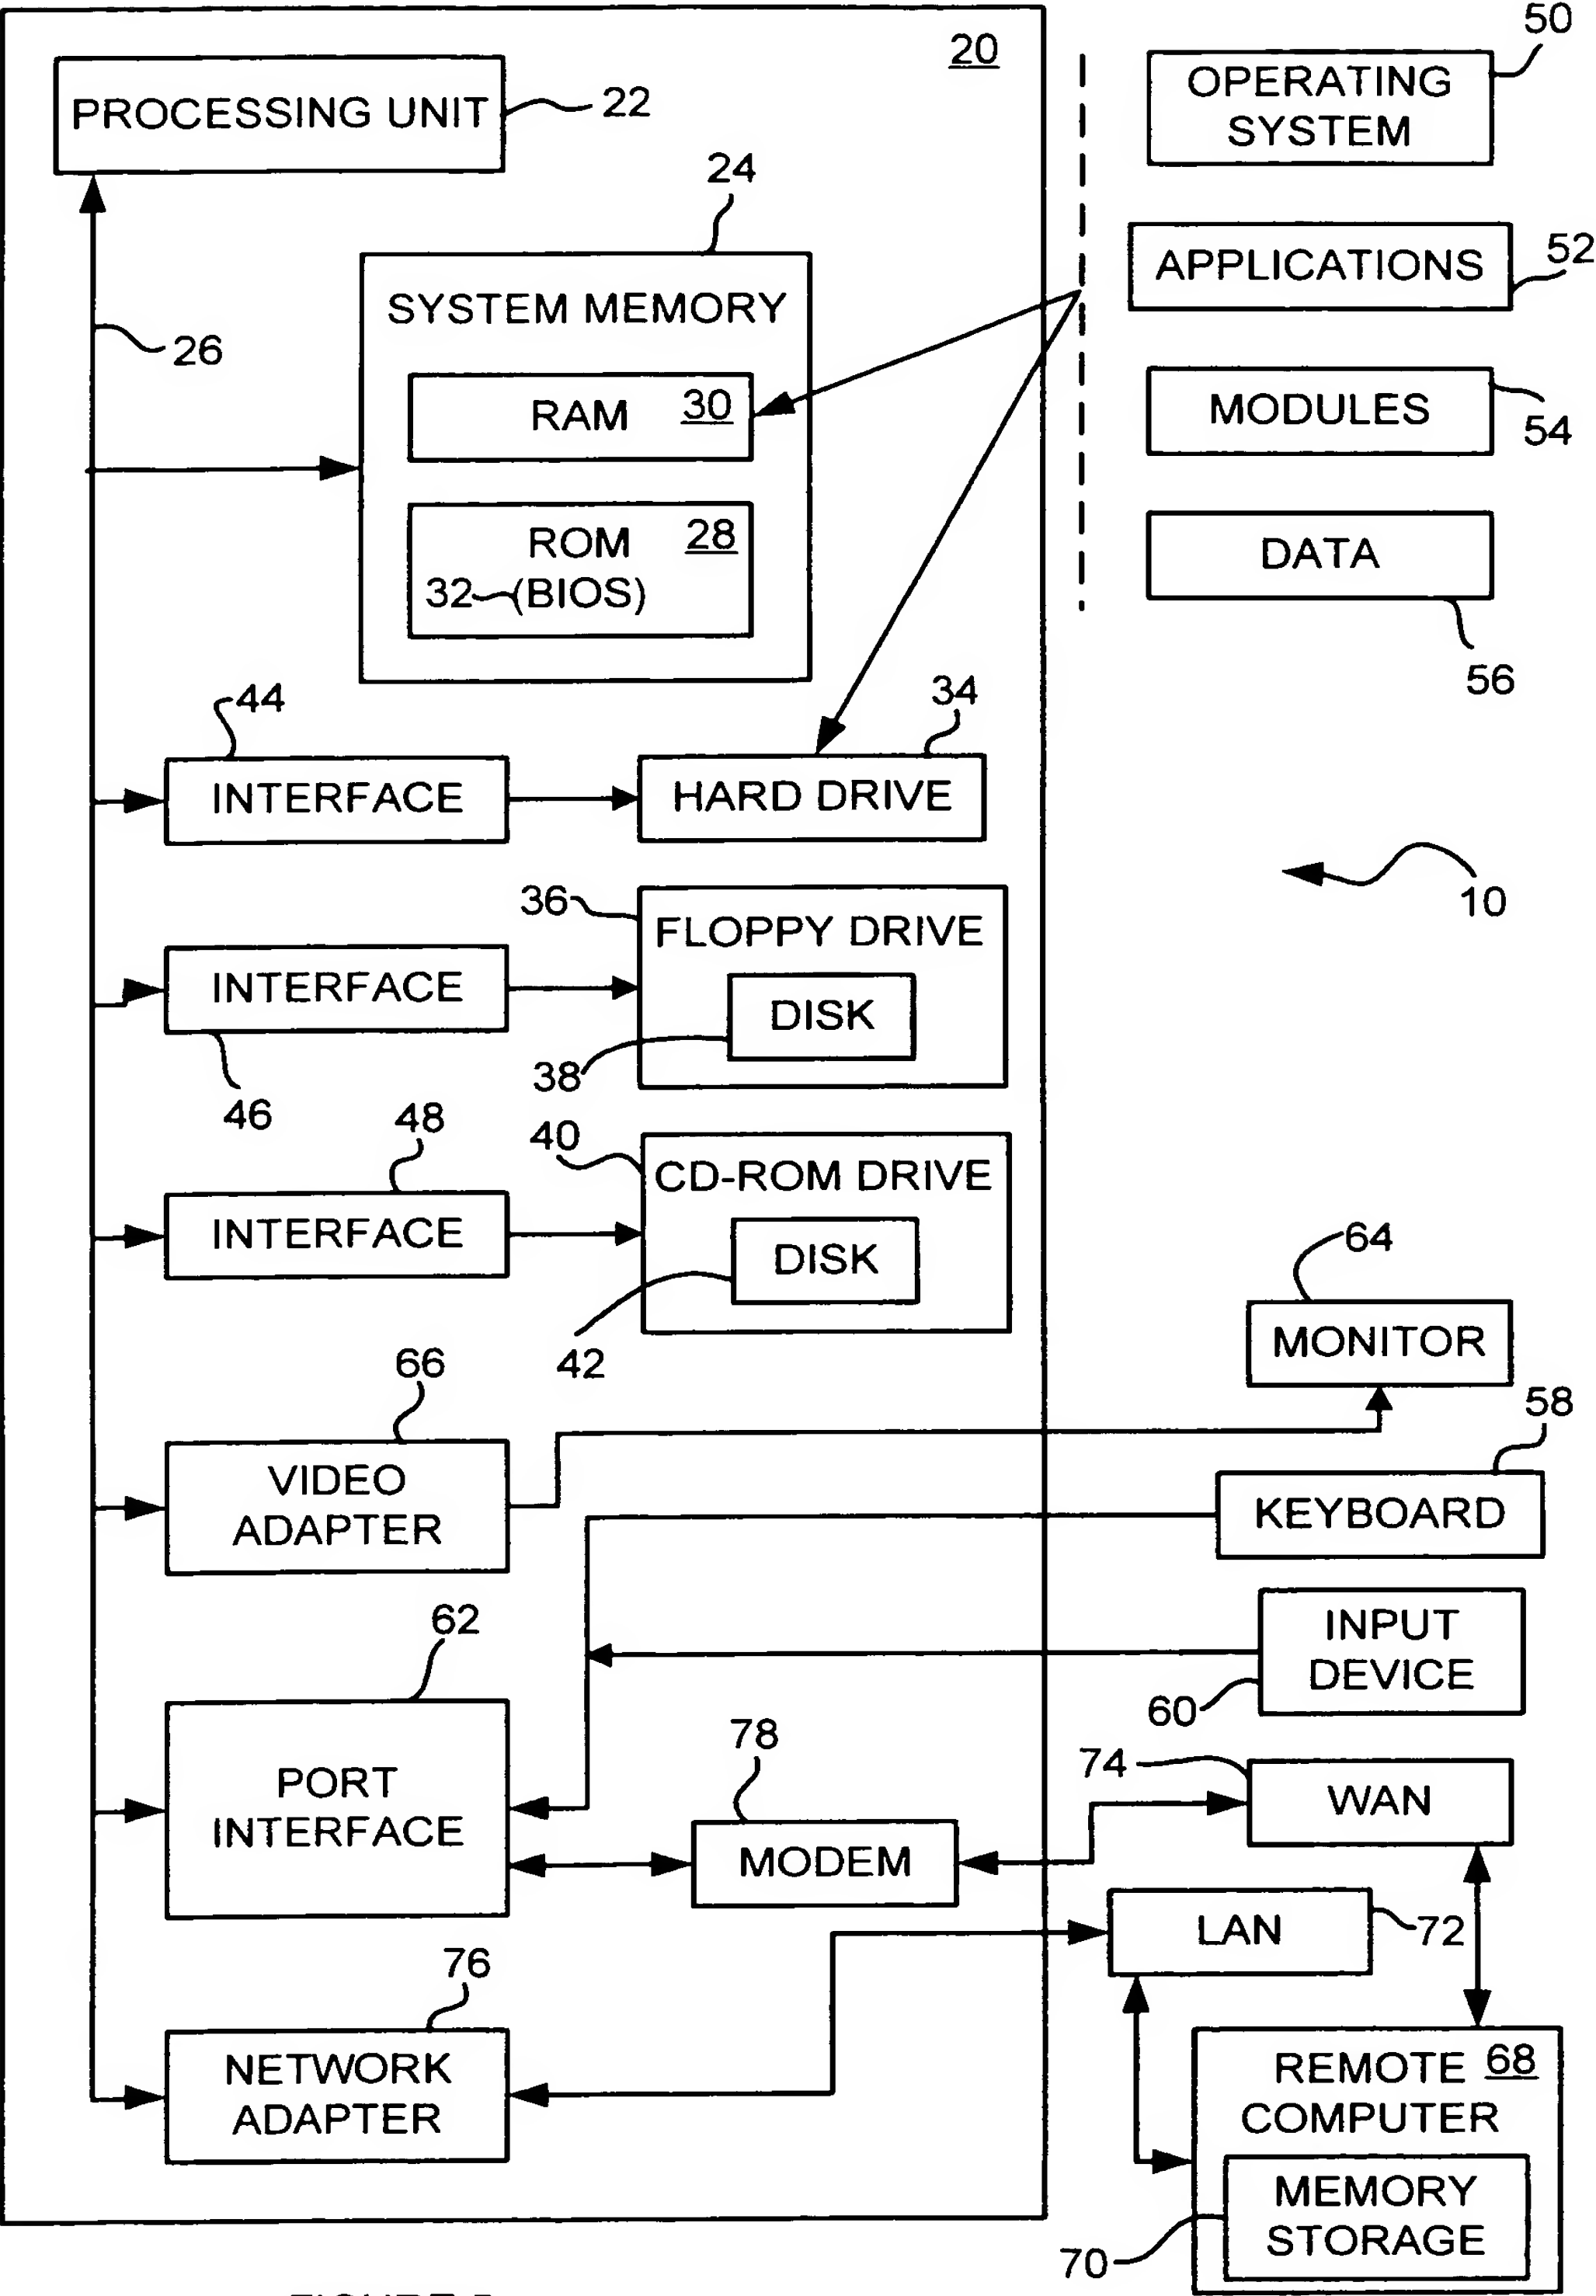 20
PROCESSING UNIT
22
50
OPERATING
SYSTEM
24
SYSTEM MEMORY
52
APPLICATIONS
26
RAM 30
MODULES
54
ROM 28
32 (BIOS)
DATA
56
44
INTERFACE
34
HARD DRIVE
10
36
FLOPPY DRIVE
INTERFACE
DISK
38
46
48
40
CD-ROM DRIVE
INTERFACE
DISK
42
64
MONITOR
66
VIDEO
ADAPTER
58
KEYBOARD
62
INPUT
DEVICE
60
PORT
INTERFACE
78
MODEM
74
WAN
LAN
72
76
NETWORK
ADAPTER
REMOTE 68
COMPUTER
MEMORY
STORAGE
70